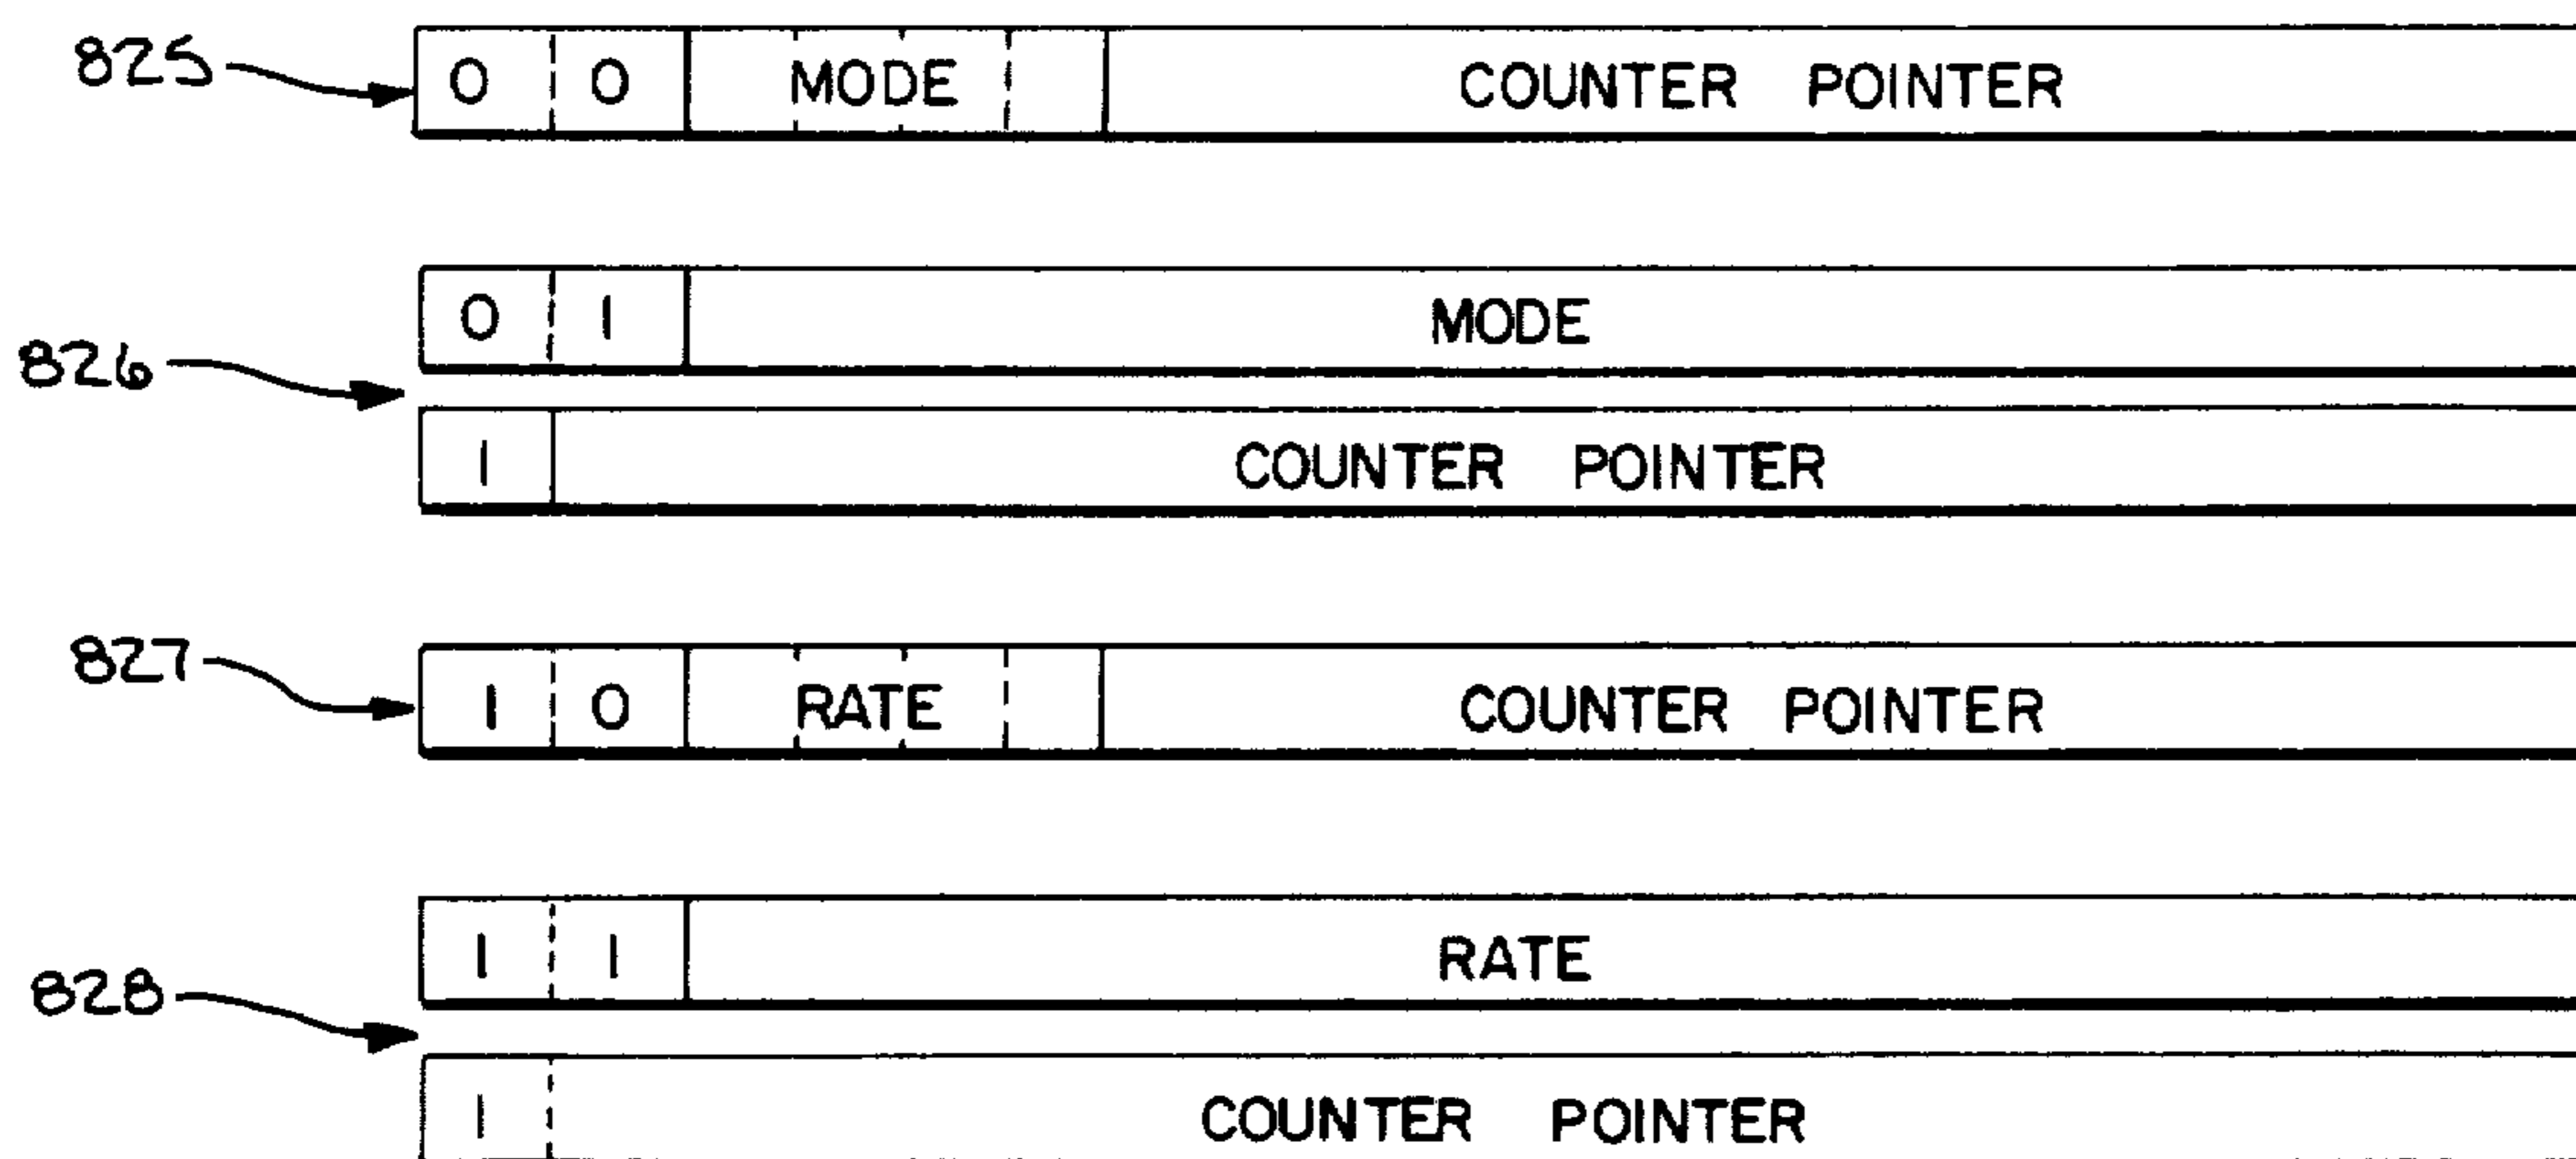 825 0 0 MODE COUNTER POINTER
0 1 MODE
826
1 COUNTER POINTER
827 1 0 RATE COUNTER POINTER
1 1 RATE
828
1 COUNTER POINTER